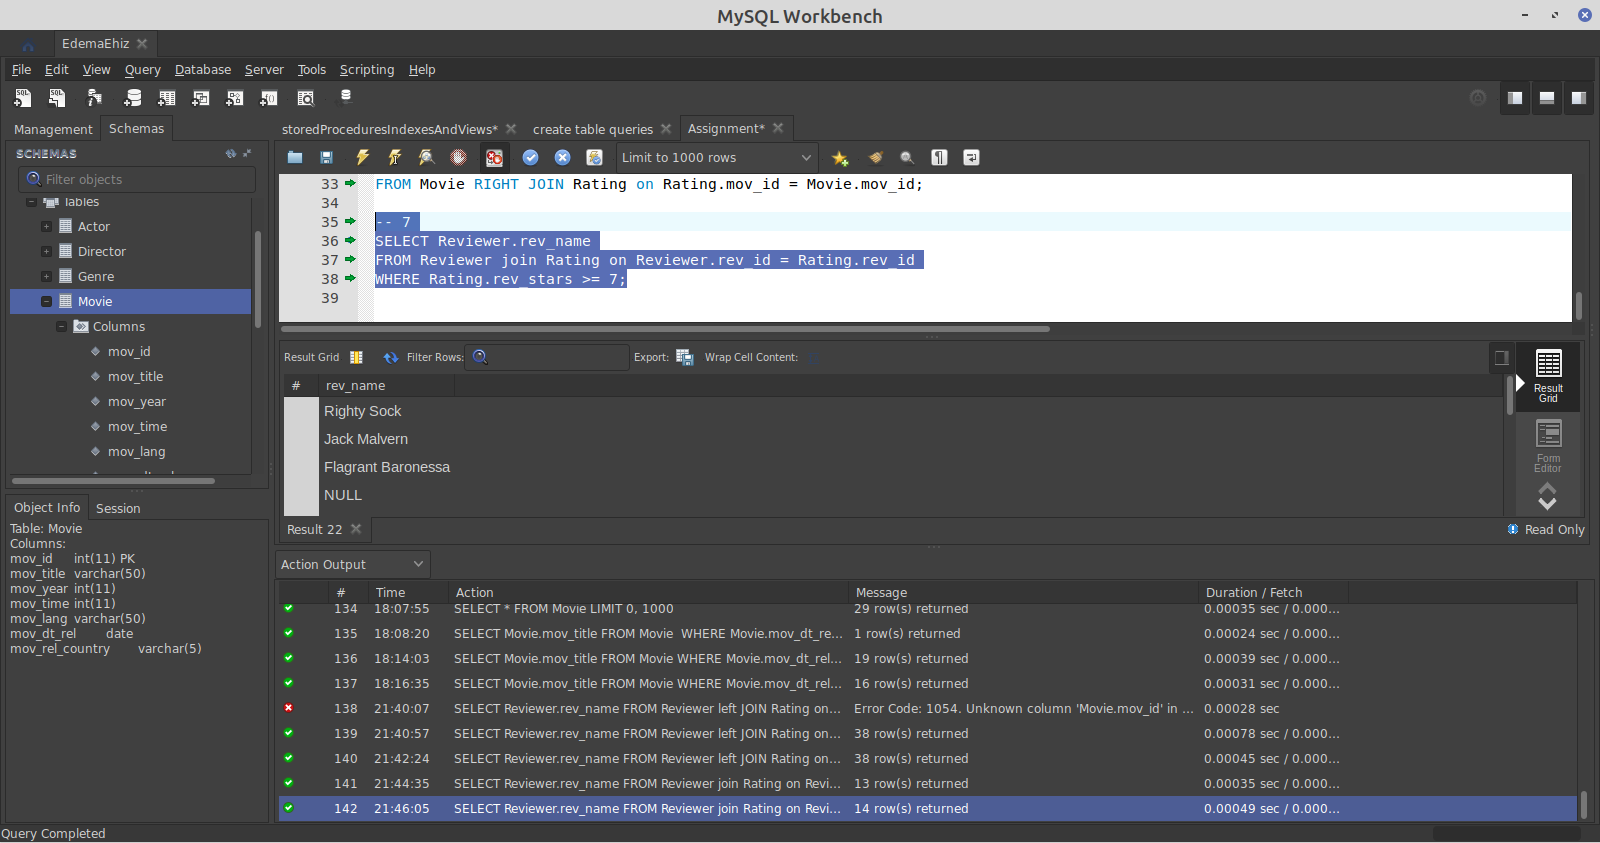 MySQL Workbench
EdemaEhiz
File Edit View Query Database Server Tools Scripting Help
Management Schemas
SCHEMAS
Filter objects
Tables
Actor
Director
Genre
Movie
Columns
mov_id
mov_title
mov_year
mov_time
mov_lang
Object Info Session
Table: Movie
Columns:
mov_id int(11) PK
mov_title varchar(50)
mov_year int(11)
mov_time int(11)
mov_lang varchar(50)
mov_dt_rel date
mov_rel_country varchar(5)
storedProceduresIndexesAndViews* create table queries Assignment*
Limit to 1000 rows
33 FROM Movie RIGHT JOIN Rating on Rating.mov_id = Movie.mov_id;
34
35 -- 7
36 SELECT Reviewer.rev_name
37 FROM Reviewer join Rating on Reviewer.rev_id = Rating.rev_id
38 WHERE Rating.rev_stars >= 7;
39
Result Grid Filter Rows: Export: Wrap Cell Content:
# rev_name
Righty Sock
Jack Malvern
Flagrant Baronessa
NULL
Result Grid
Form Editor
Result 22 Read Only
Action Output
# Time Action Message Duration / Fetch
134 18:07:55 SELECT * FROM Movie LIMIT 0, 1000 29 row(s) returned 0.00035 sec / 0.000...
135 18:08:20 SELECT Movie.mov_title FROM Movie  WHERE Movie.mov_dt_re... 1 row(s) returned 0.00024 sec / 0.000...
136 18:14:03 SELECT Movie.mov_title FROM Movie WHERE Movie.mov_dt_rel... 19 row(s) returned 0.00039 sec / 0.000...
137 18:16:35 SELECT Movie.mov_title FROM Movie WHERE Movie.mov_dt_rel... 16 row(s) returned 0.00031 sec / 0.000...
138 21:40:07 SELECT Reviewer.rev_name FROM Reviewer left JOIN Rating on... Error Code: 1054. Unknown column 'Movie.mov_id' in ... 0.00028 sec
139 21:40:57 SELECT Reviewer.rev_name FROM Reviewer left JOIN Rating on... 38 row(s) returned 0.00078 sec / 0.000...
140 21:42:24 SELECT Reviewer.rev_name FROM Reviewer left JOIN Rating on... 38 row(s) returned 0.00045 sec / 0.000...
141 21:44:35 SELECT Reviewer.rev_name FROM Reviewer join Rating on Revi... 13 row(s) returned 0.00035 sec / 0.000...
142 21:46:05 SELECT Reviewer.rev_name FROM Reviewer join Rating on Revi... 14 row(s) returned 0.00049 sec / 0.000...
Query Completed